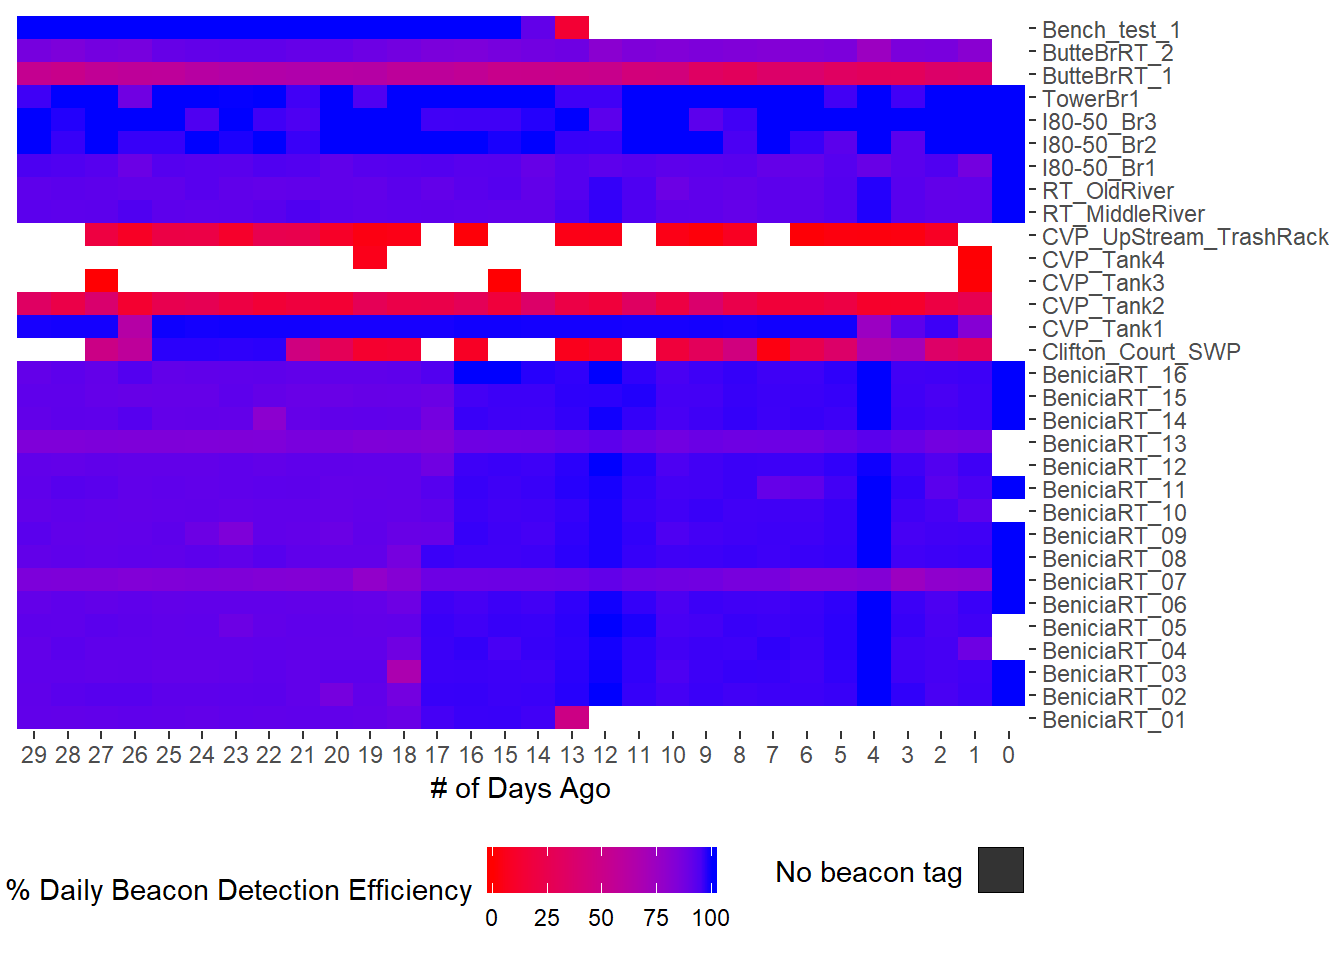 Bench_test_1
ButteBrRT_2
ButteBrRT_1
TowerBr1
I80-50_Br3
I80-50_Br2
I80-50_Br1
RT_OldRiver
RT_MiddleRiver
CVP_UpStream_TrashRack
CVP_Tank4
CVP_Tank3
CVP_Tank2
CVP_Tank1
Clifton_Court_SWP
BeniciaRT_16
BeniciaRT_15
BeniciaRT_14
BeniciaRT_13
BeniciaRT_12
BeniciaRT_11
BeniciaRT_10
BeniciaRT_09
BeniciaRT_08
BeniciaRT_07
BeniciaRT_06
BeniciaRT_05
BeniciaRT_04
BeniciaRT_03
BeniciaRT_02
BeniciaRT_01
29 28 27 26 25 24 23 22 21 20 19 18 17 16 15 14 13 12 11 10 9 8 7 6 5 4 3 2 1 0
# of Days Ago
% Daily Beacon Detection Efficiency
0 25 50 75 100
No beacon tag